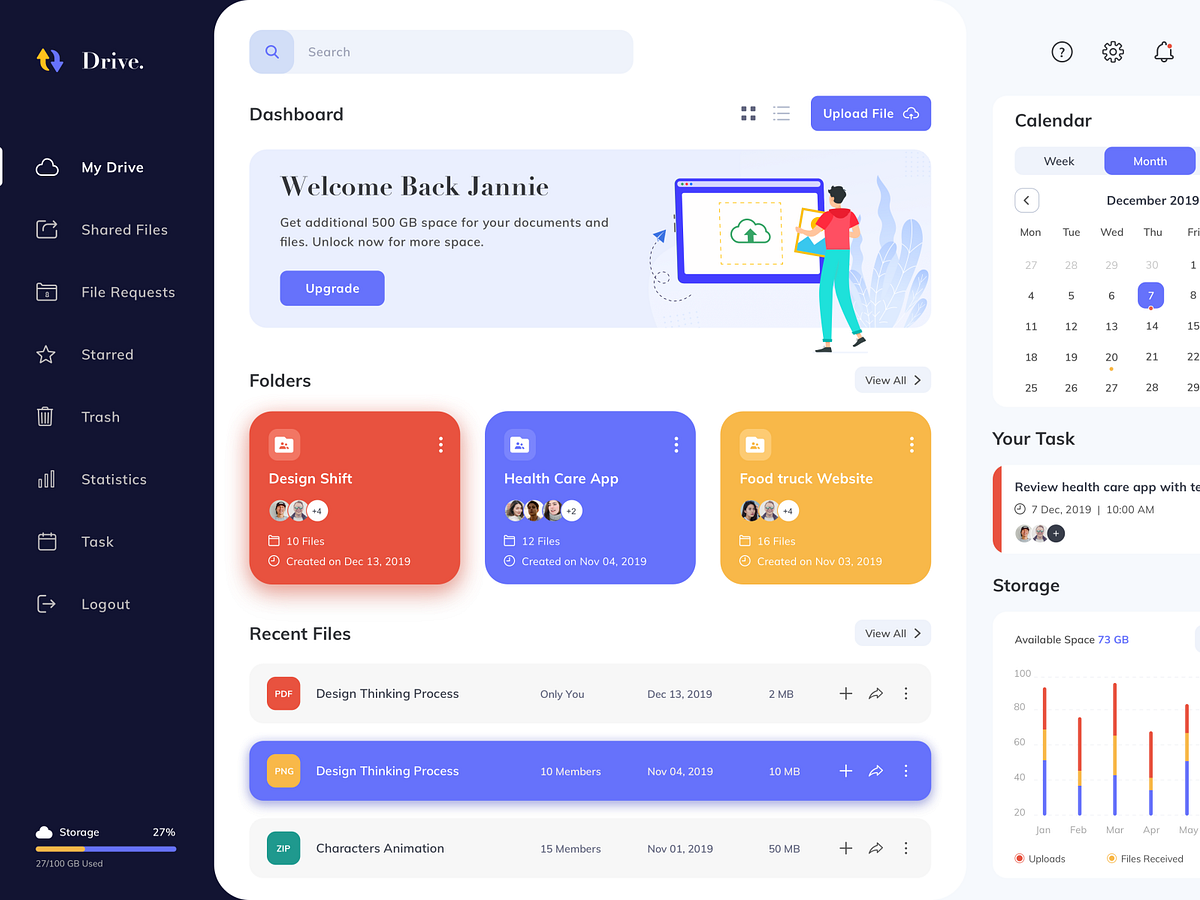 Drive.
My Drive
Shared Files
File Requests
Starred
Trash
Statistics
Task
Logout
Storage 27%
27/100 GB Used
Search
Dashboard
Upload File
Welcome Back Jannie
Get additional 500 GB space for your documents and
files. Unlock now for more space.
Upgrade
Folders
View All
Design Shift
+4
10 Files
Created on Dec 13, 2019
Health Care App
+2
12 Files
Created on Nov 04, 2019
Food truck Website
+4
16 Files
Created on Nov 03, 2019
Recent Files
View All
PDF Design Thinking Process Only You Dec 13, 2019 2 MB
PNG Design Thinking Process 10 Members Nov 04, 2019 10 MB
ZIP Characters Animation 15 Members Nov 01, 2019 50 MB
?
Calendar
Week Month
December 2019
Mon Tue Wed Thu Fri
27 28 29 30 1
4 5 6 7 8
11 12 13 14 15
18 19 20 21 22
25 26 27 28 29
Your Task
Review health care app with te
7 Dec, 2019 | 10:00 AM
+
Storage
Available Space 73 GB
100
80
60
40
20
Jan Feb Mar Apr May
Uploads Files Received